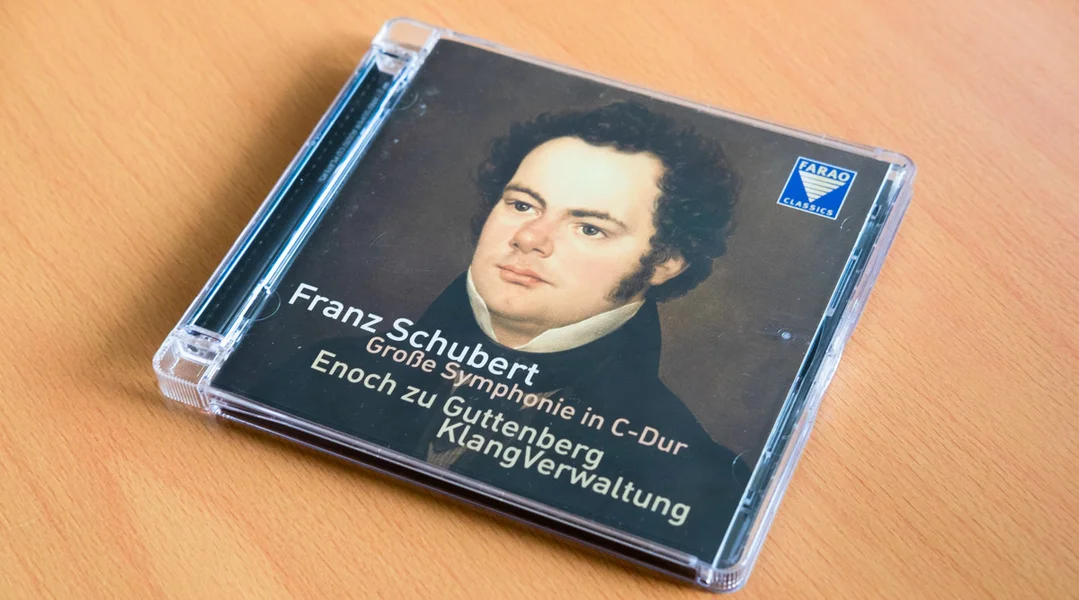 FARAO
CLASSICS
Franz Schubert
Große Symphonie in C-Dur
Enoch zu Guttenberg
KlangVerwaltung